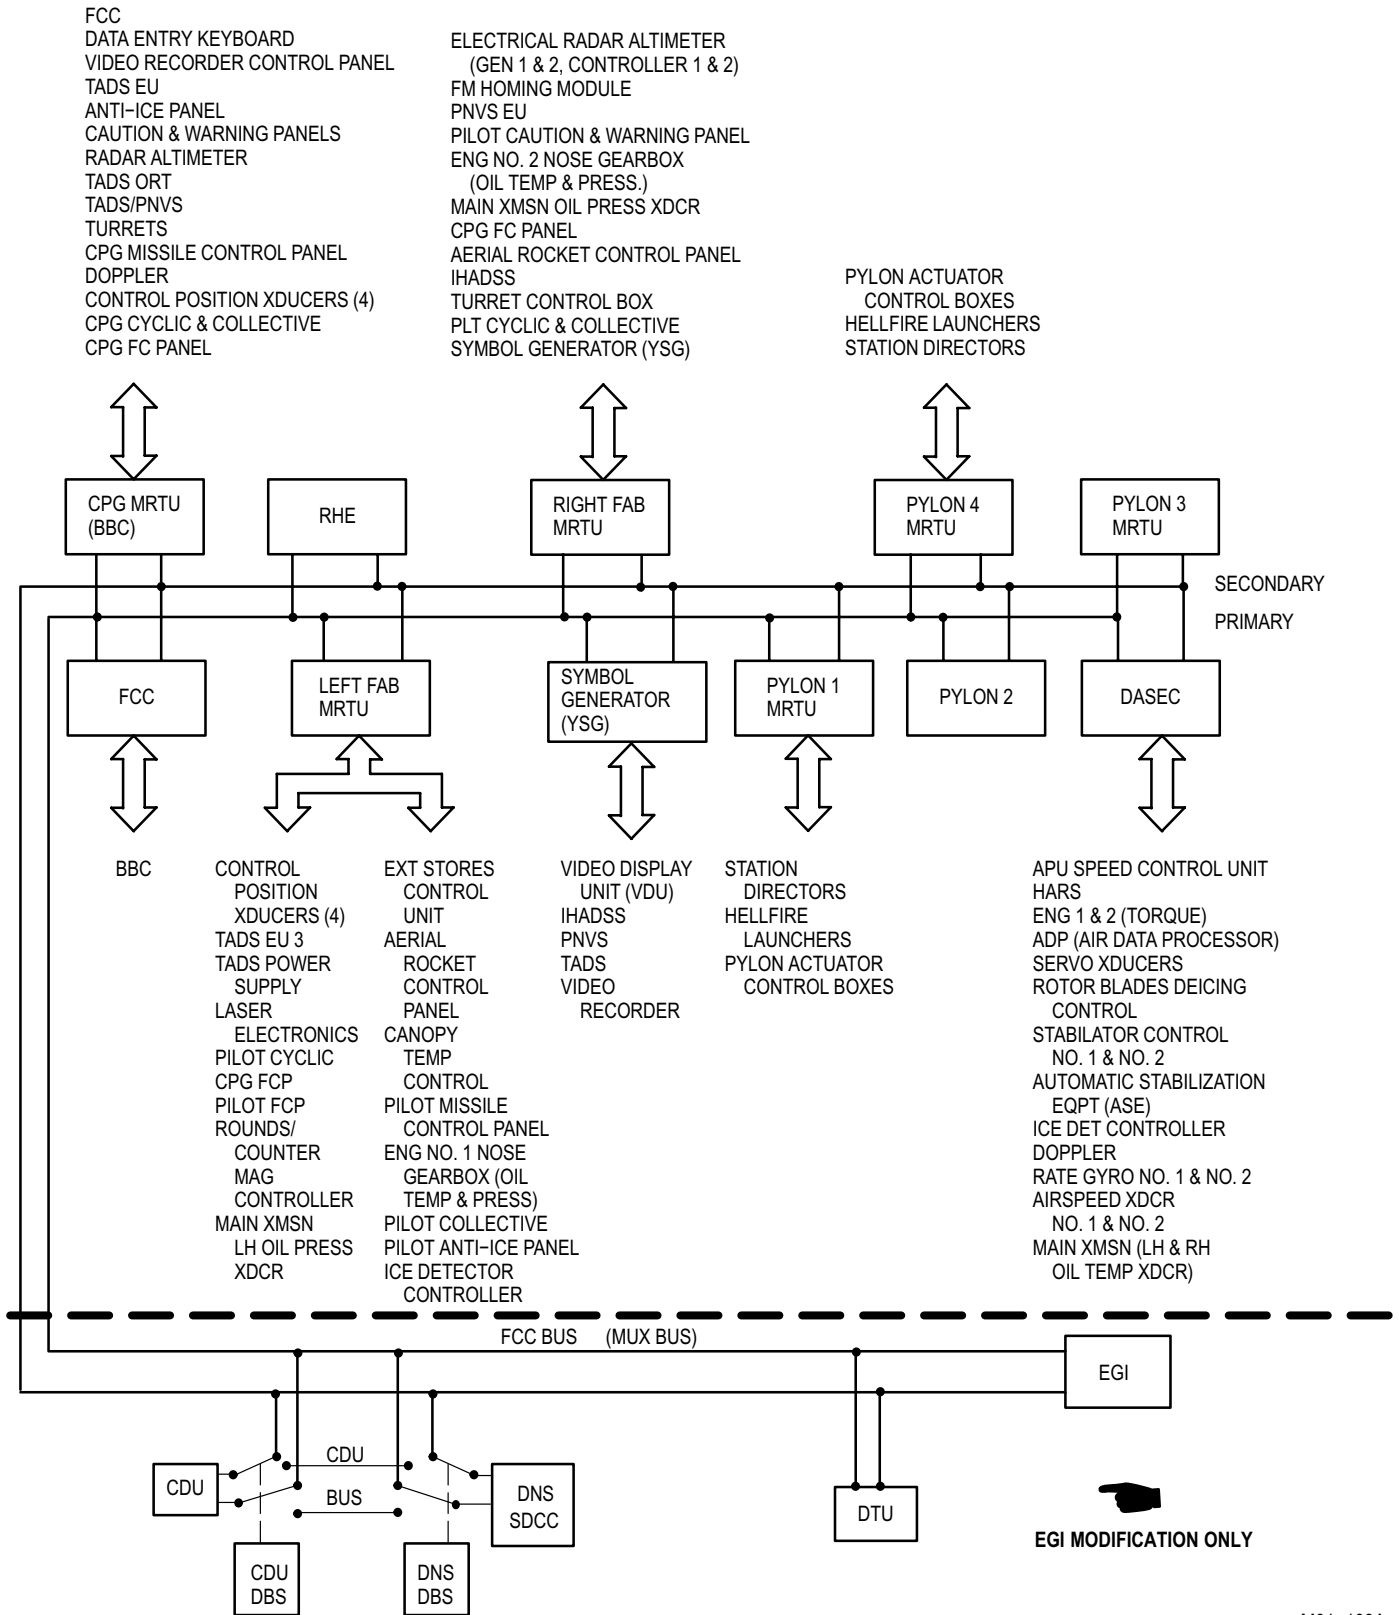 FCC
DATA ENTRY KEYBOARD
VIDEO RECORDER CONTROL PANEL
TADS EU
ANTI−ICE PANEL
CAUTION & WARNING PANELS
RADAR ALTIMETER
TADS ORT
TADS/PNVS
TURRETS
CPG MISSILE CONTROL PANEL
DOPPLER
CONTROL POSITION XDUCERS (4)
CPG CYCLIC & COLLECTIVE
CPG FC PANEL
ELECTRICAL RADAR ALTIMETER
(GEN 1 & 2, CONTROLLER 1 & 2)
FM HOMING MODULE
PNVS EU
PILOT CAUTION & WARNING PANEL
ENG NO. 2 NOSE GEARBOX
(OIL TEMP & PRESS.)
MAIN XMSN OIL PRESS XDCR
CPG FC PANEL
AERIAL ROCKET CONTROL PANEL
IHADSS
TURRET CONTROL BOX
PLT CYCLIC & COLLECTIVE
SYMBOL GENERATOR (YSG)
PYLON ACTUATOR
CONTROL BOXES
HELLFIRE LAUNCHERS
STATION DIRECTORS
CPG MRTU
(BBC)
RHE
RIGHT FAB
MRTU
PYLON 4
MRTU
PYLON 3
MRTU
SECONDARY
PRIMARY
FCC
LEFT FAB
MRTU
SYMBOL
GENERATOR
(YSG)
PYLON 1
MRTU
PYLON 2
DASEC
BBC
CONTROL
POSITION
XDUCERS (4)
TADS EU 3
TADS POWER
SUPPLY
LASER
ELECTRONICS
PILOT CYCLIC
CPG FCP
PILOT FCP
ROUNDS/
COUNTER
MAG
CONTROLLER
MAIN XMSN
LH OIL PRESS
XDCR
EXT STORES
CONTROL
UNIT
AERIAL
ROCKET
CONTROL
PANEL
CANOPY
TEMP
CONTROL
PILOT MISSILE
CONTROL PANEL
ENG NO. 1 NOSE
GEARBOX (OIL
TEMP & PRESS)
PILOT COLLECTIVE
PILOT ANTI−ICE PANEL
ICE DETECTOR
CONTROLLER
VIDEO DISPLAY
UNIT (VDU)
IHADSS
PNVS
TADS
VIDEO
RECORDER
STATION
DIRECTORS
HELLFIRE
LAUNCHERS
PYLON ACTUATOR
CONTROL BOXES
APU SPEED CONTROL UNIT
HARS
ENG 1 & 2 (TORQUE)
ADP (AIR DATA PROCESSOR)
SERVO XDUCERS
ROTOR BLADES DEICING
CONTROL
STABILATOR CONTROL
NO. 1 & NO. 2
AUTOMATIC STABILIZATION
EQPT (ASE)
ICE DET CONTROLLER
DOPPLER
RATE GYRO NO. 1 & NO. 2
AIRSPEED XDCR
NO. 1 & NO. 2
MAIN XMSN (LH & RH
OIL TEMP XDCR)
FCC BUS (MUX BUS)
EGI
CDU
CDU
BUS
DNS
SDCC
DTU
CDU
DBS
DNS
DBS
EGI MODIFICATION ONLY